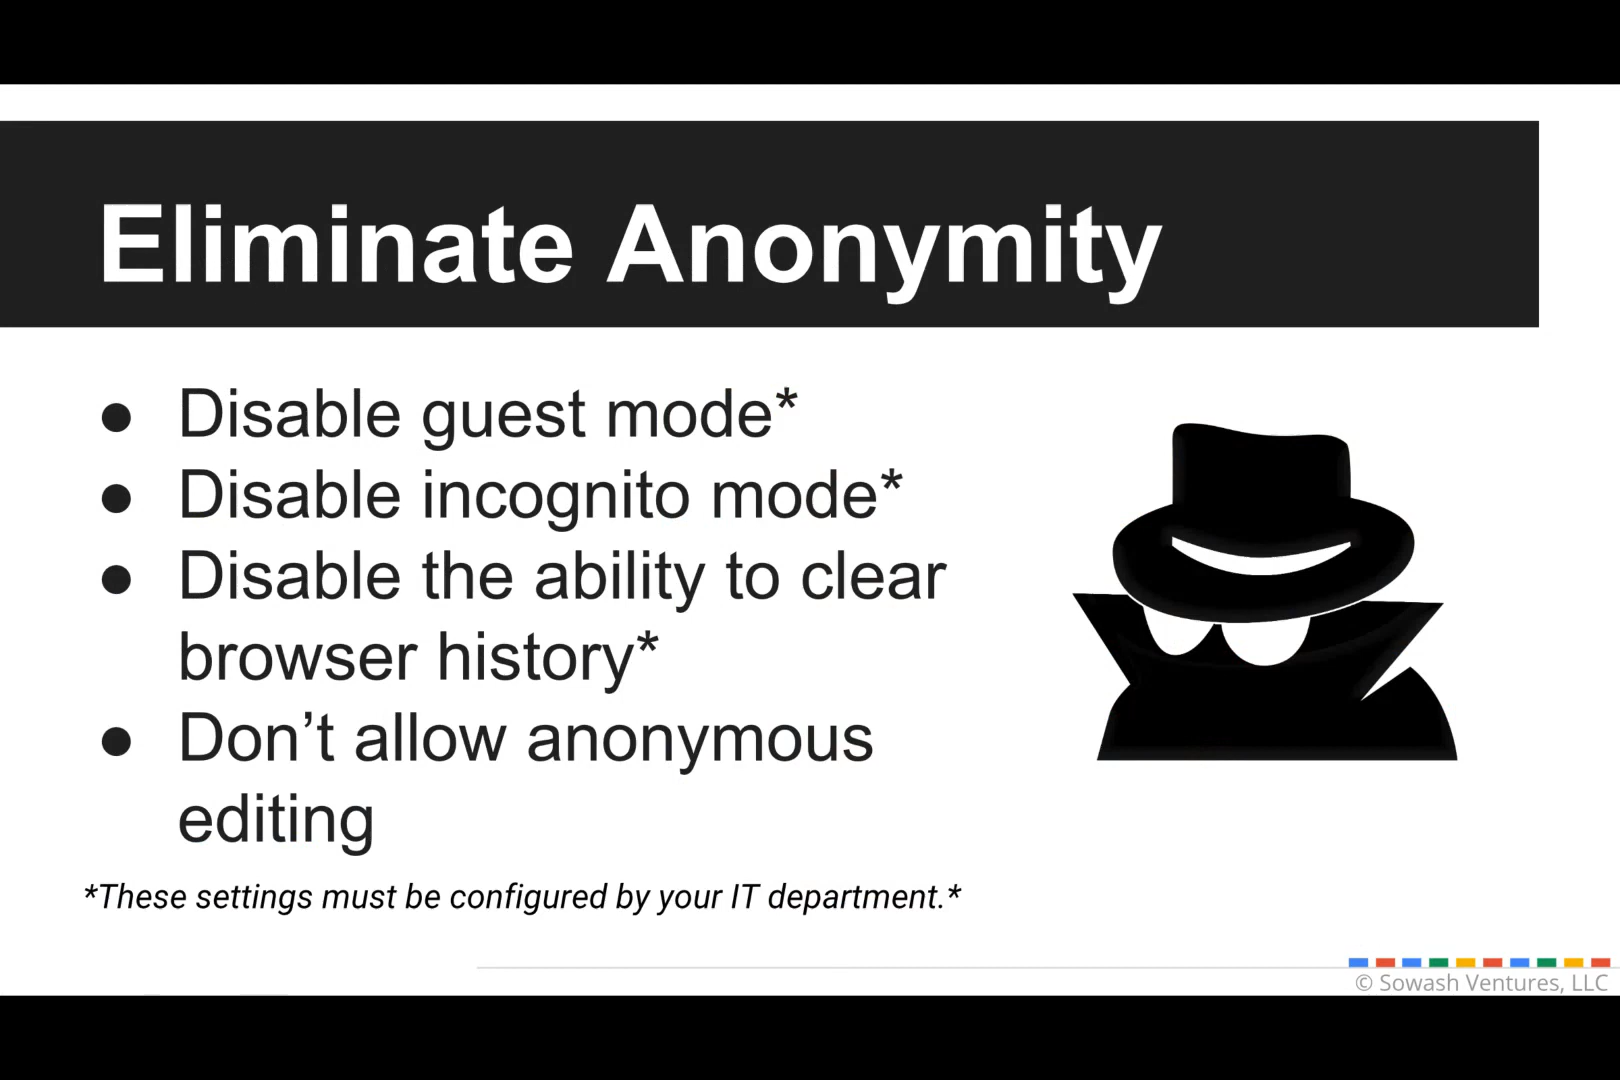 Eliminate Anonymity
● Disable guest mode*
● Disable incognito mode*
● Disable the ability to clear
browser history*
● Don’t allow anonymous
editing
*These settings must be configured by your IT department.*
© Sowash Ventures, LLC